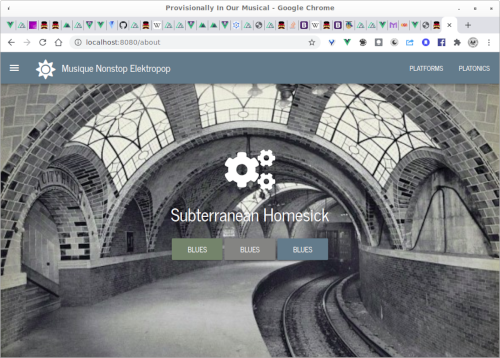 Provisionally In Our Musical - Google Chrome
localhost:8080/about
Musique Nonstop Elektropop
PLATFORMS PLATONICS
Subterranean Homesick
BLUES BLUES BLUES